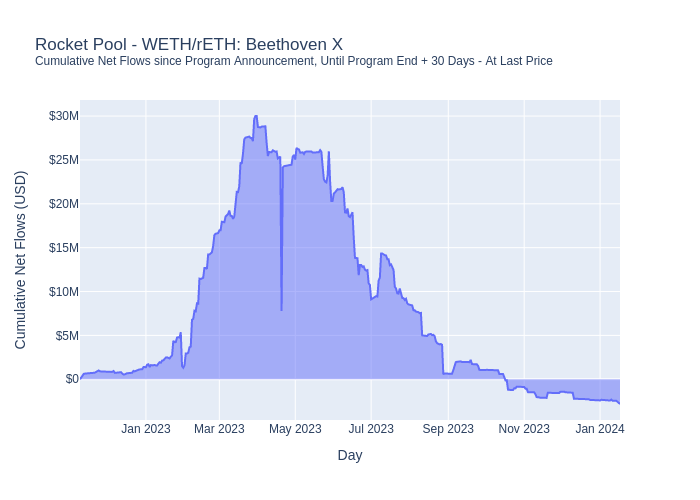 Rocket Pool - WETH/rETH: Beethoven X
Cumulative Net Flows since Program Announcement, Until Program End + 30 Days - At Last Price
Cumulative Net Flows (USD)
$30M
$25M
$20M
$15M
$10M
$5M
$0
Jan 2023 Mar 2023 May 2023 Jul 2023 Sep 2023 Nov 2023 Jan 2024
Day